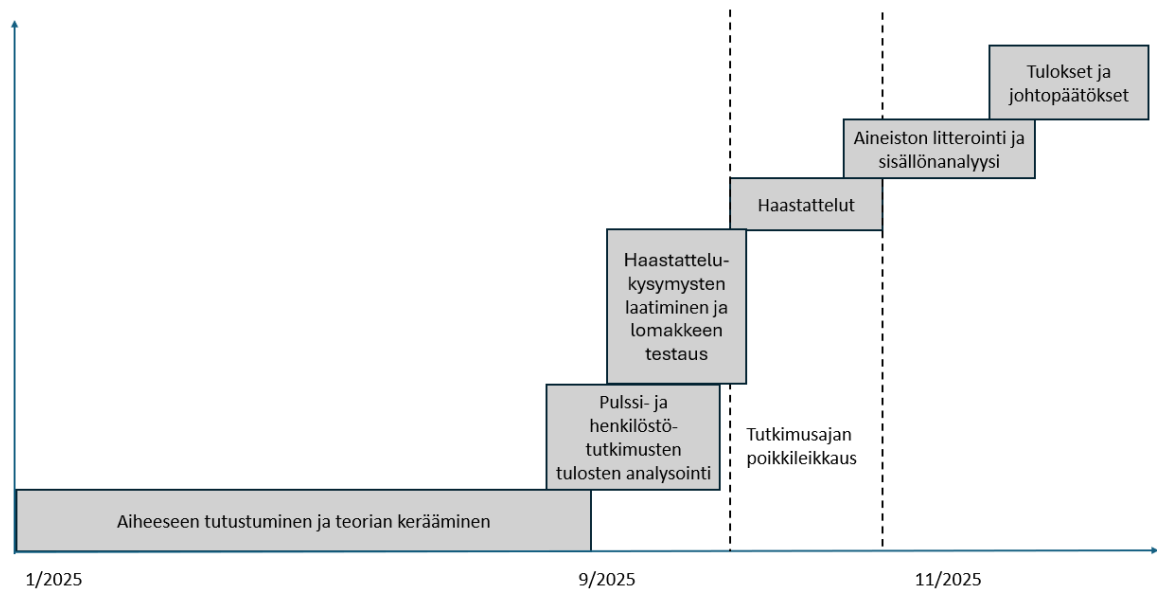 Tulokset ja
johtopäätökset
Aineiston litterointi ja
sisällönanalyysi
Haastattelut
Haastattelu-
kysymysten
laatiminen ja
lomakkeen
testaus
Pulssi- ja
henkilöstö-
tutkimusten
tulosten analysointi
Tutkimusajan
poikkileikkaus
Aiheeseen tutustuminen ja teorian kerääminen
1/2025
9/2025
11/2025